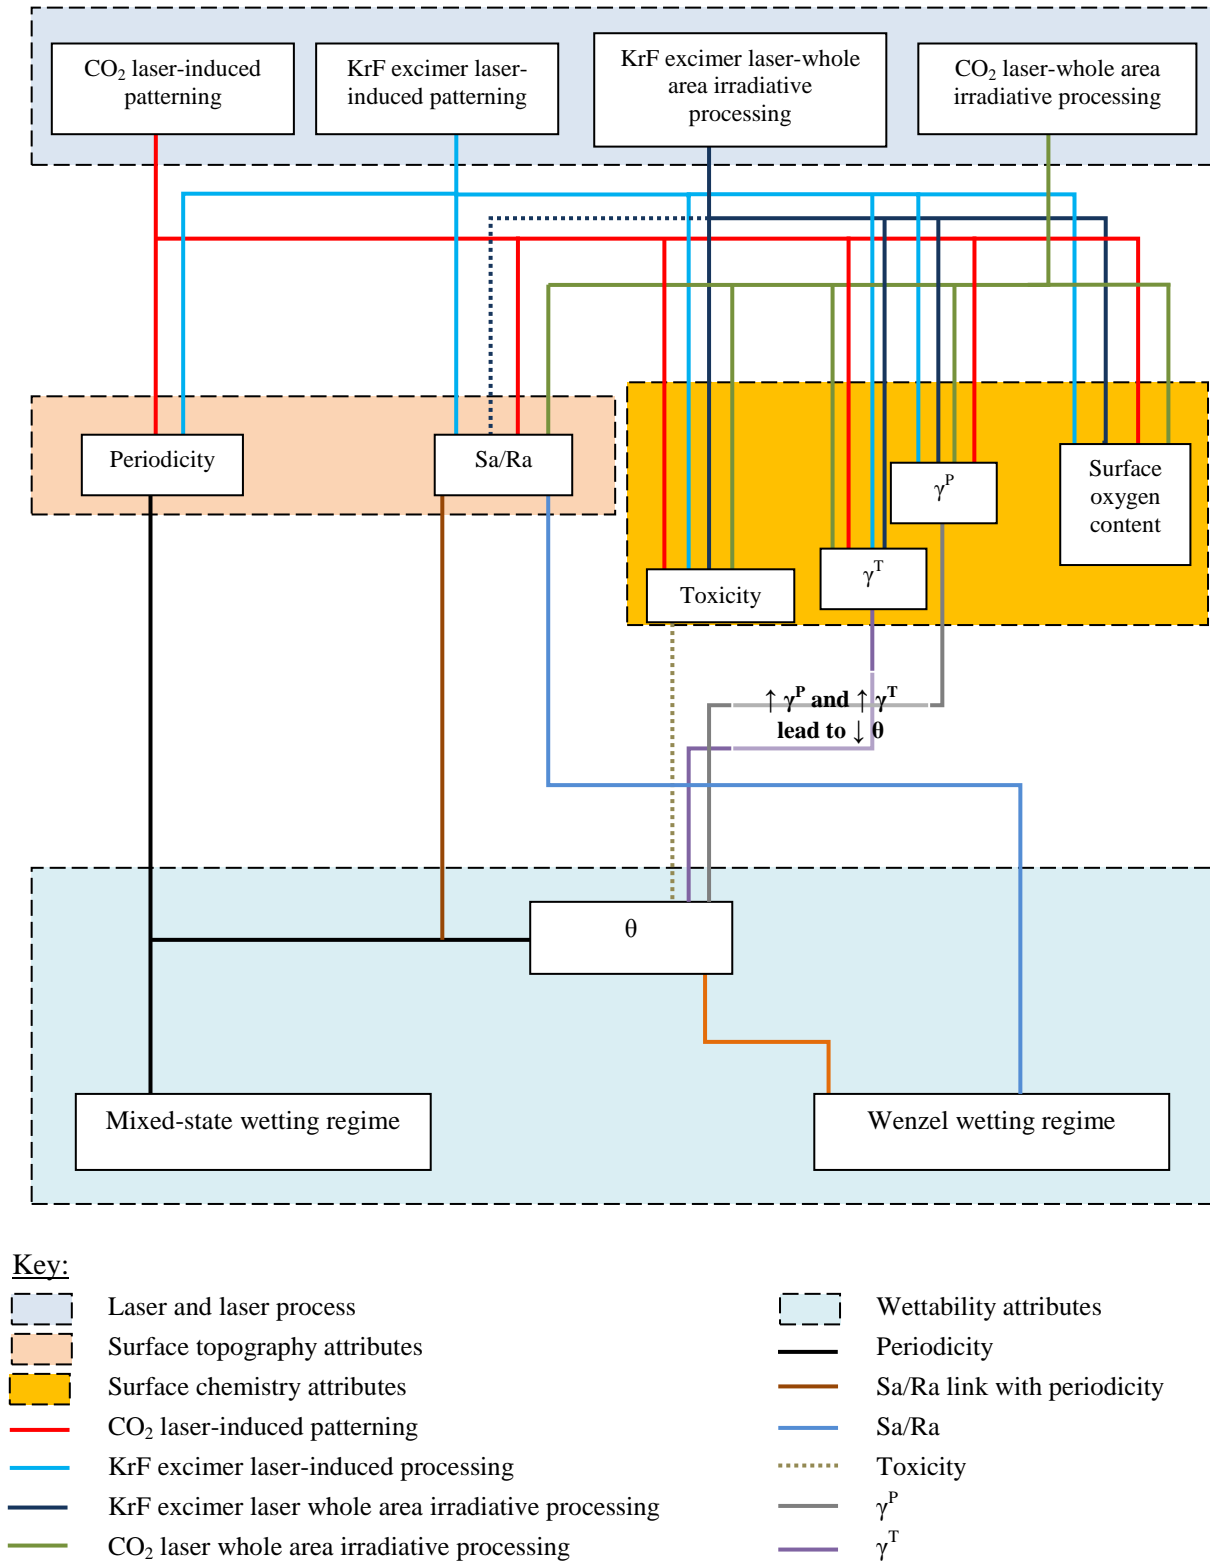 CO₂ laser-induced
patterning
KrF excimer laser-
induced patterning
KrF excimer laser-whole
area irradiative
processing
CO₂ laser-whole area
irradiative processing
Periodicity
Sa/Ra
γᴾ
Surface
oxygen
content
γᵀ
Toxicity
↑ γᴾ and ↑ γᵀ
lead to ↓ θ
θ
Mixed-state wetting regime
Wenzel wetting regime
Key:
Laser and laser process
Surface topography attributes
Surface chemistry attributes
CO₂ laser-induced patterning
KrF excimer laser-induced processing
KrF excimer laser whole area irradiative processing
CO₂ laser whole area irradiative processing
Wettability attributes
Periodicity
Sa/Ra link with periodicity
Sa/Ra
Toxicity
γᴾ
γᵀ